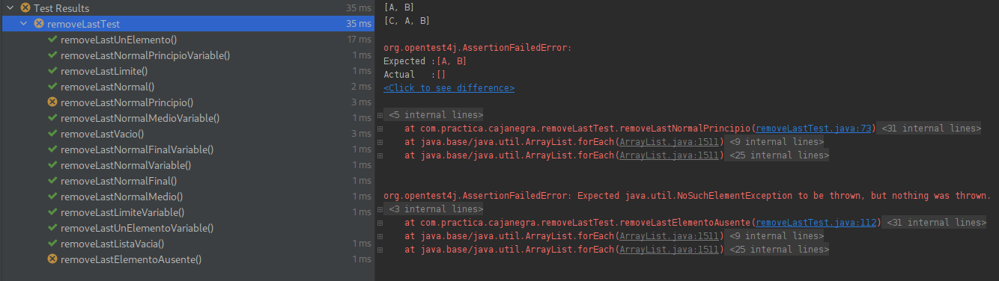 Test Results 35 ms
removeLastTest 35 ms
removeLastUnElemento() 17 ms
removeLastNormalPrincipioVariable() 1 ms
removeLastLimite() 1 ms
removeLastNormal() 2 ms
removeLastNormalPrincipio() 3 ms
removeLastNormalMedioVariable() 1 ms
removeLastVacio() 3 ms
removeLastNormalFinalVariable() 1 ms
removeLastNormalVariable() 1 ms
removeLastNormalFinal() 1 ms
removeLastNormalMedio() 1 ms
removeLastLimiteVariable() 1 ms
removeLastUnElementoVariable()
removeLastListaVacia() 1 ms
removeLastElementoAusente() 1 ms
[A, B]
[C, A, B]
org.opentest4j.AssertionFailedError:
Expected :[A, B]
Actual   :[]
<Click to see difference>
<5 internal lines>
at com.practica.cajanegra.removeLastTest.removeLastNormalPrincipio(removeLastTest.java:73) <31 internal lines>
at java.base/java.util.ArrayList.forEach(ArrayList.java:1511) <9 internal lines>
at java.base/java.util.ArrayList.forEach(ArrayList.java:1511) <25 internal lines>
org.opentest4j.AssertionFailedError: Expected java.util.NoSuchElementException to be thrown, but nothing was thrown.
<3 internal lines>
at com.practica.cajanegra.removeLastTest.removeLastElementoAusente(removeLastTest.java:112) <31 internal lines>
at java.base/java.util.ArrayList.forEach(ArrayList.java:1511) <9 internal lines>
at java.base/java.util.ArrayList.forEach(ArrayList.java:1511) <25 internal lines>